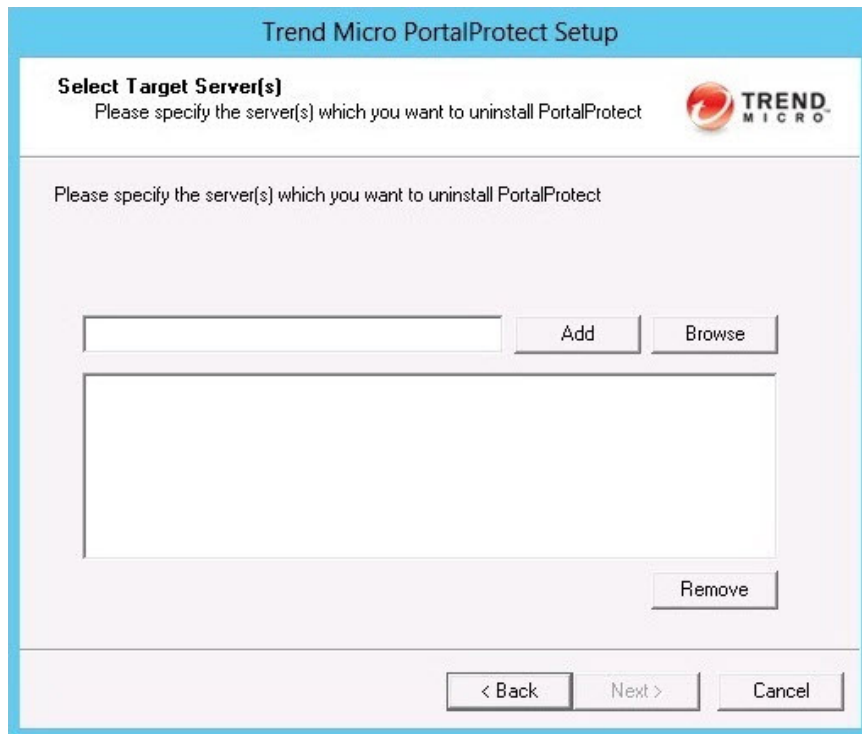 Trend Micro PortalProtect Setup
Select Target Server(s)
Please specify the server(s) which you want to uninstall PortalProtect
TREND
MICRO™
Please specify the server(s) which you want to uninstall PortalProtect
Add
Browse
Remove
< Back
Next >
Cancel